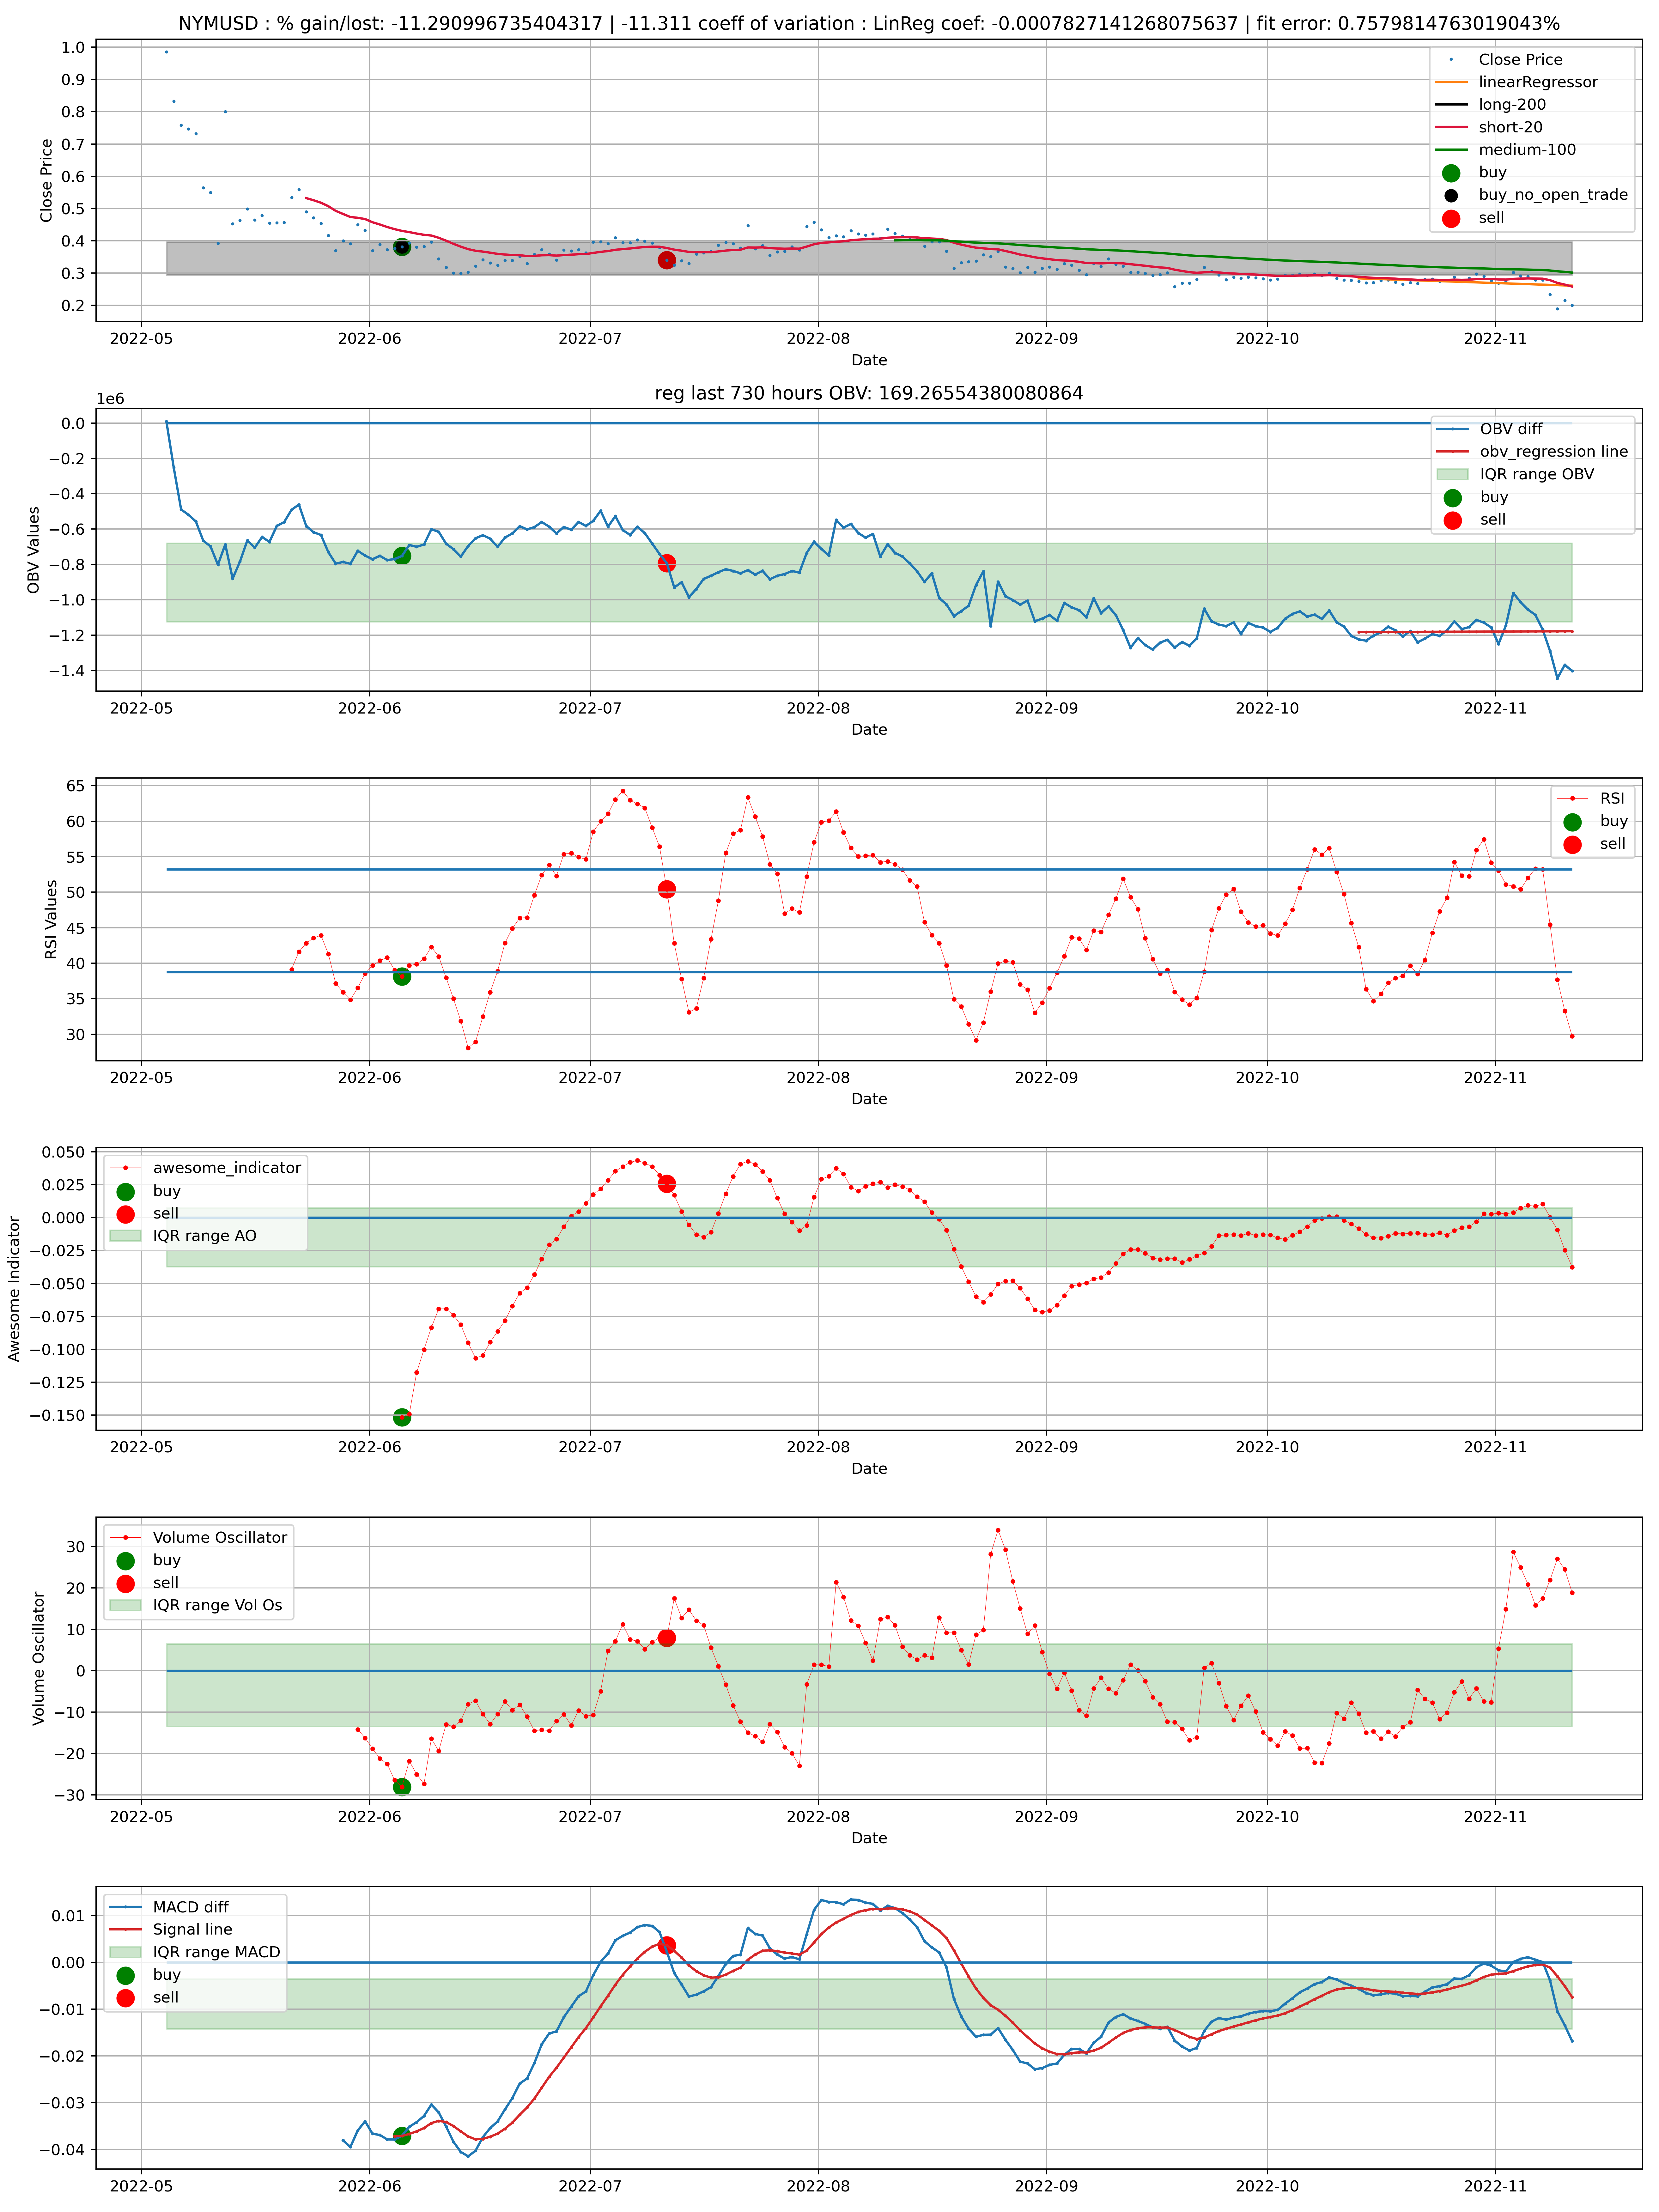 NYMUSD : % gain/lost: -11.290996735404317 | -11.311 coeff of variation : LinReg coef: -0.0007827141268075637 | fit error: 0.7579814763019043%
Close Price
1.0
0.9
0.8
0.7
0.6
0.5
0.4
0.3
0.2
Close Price
linearRegressor
long-200
short-20
medium-100
buy
buy_no_open_trade
sell
2022-05 2022-06 2022-07 2022-08 2022-09 2022-10 2022-11
Date
reg last 730 hours OBV: 169.26554380080864
1e6
OBV Values
0.0
−0.2
−0.4
−0.6
−0.8
−1.0
−1.2
−1.4
OBV diff
obv_regression line
IQR range OBV
buy
sell
2022-05 2022-06 2022-07 2022-08 2022-09 2022-10 2022-11
Date
RSI Values
65
60
55
50
45
40
35
30
RSI
buy
sell
2022-05 2022-06 2022-07 2022-08 2022-09 2022-10 2022-11
Date
Awesome Indicator
0.050
0.025
0.000
−0.025
−0.050
−0.075
−0.100
−0.125
−0.150
awesome_indicator
buy
sell
IQR range AO
2022-05 2022-06 2022-07 2022-08 2022-09 2022-10 2022-11
Date
Volume Oscillator
30
20
10
0
−10
−20
−30
Volume Oscillator
buy
sell
IQR range Vol Os
2022-05 2022-06 2022-07 2022-08 2022-09 2022-10 2022-11
Date
0.01
0.00
−0.01
−0.02
−0.03
−0.04
MACD diff
Signal line
IQR range MACD
buy
sell
2022-05 2022-06 2022-07 2022-08 2022-09 2022-10 2022-11